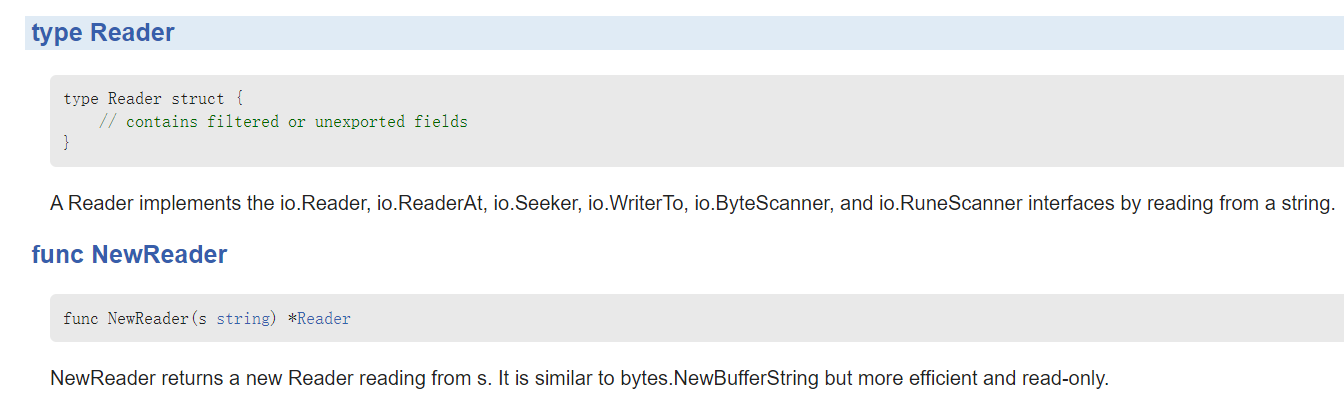 type Reader
type Reader struct {
    // contains filtered or unexported fields
}
A Reader implements the io.Reader, io.ReaderAt, io.Seeker, io.WriterTo, io.ByteScanner, and io.RuneScanner interfaces by reading from a string.
func NewReader
func NewReader(s string) *Reader
NewReader returns a new Reader reading from s. It is similar to bytes.NewBufferString but more efficient and read-only.